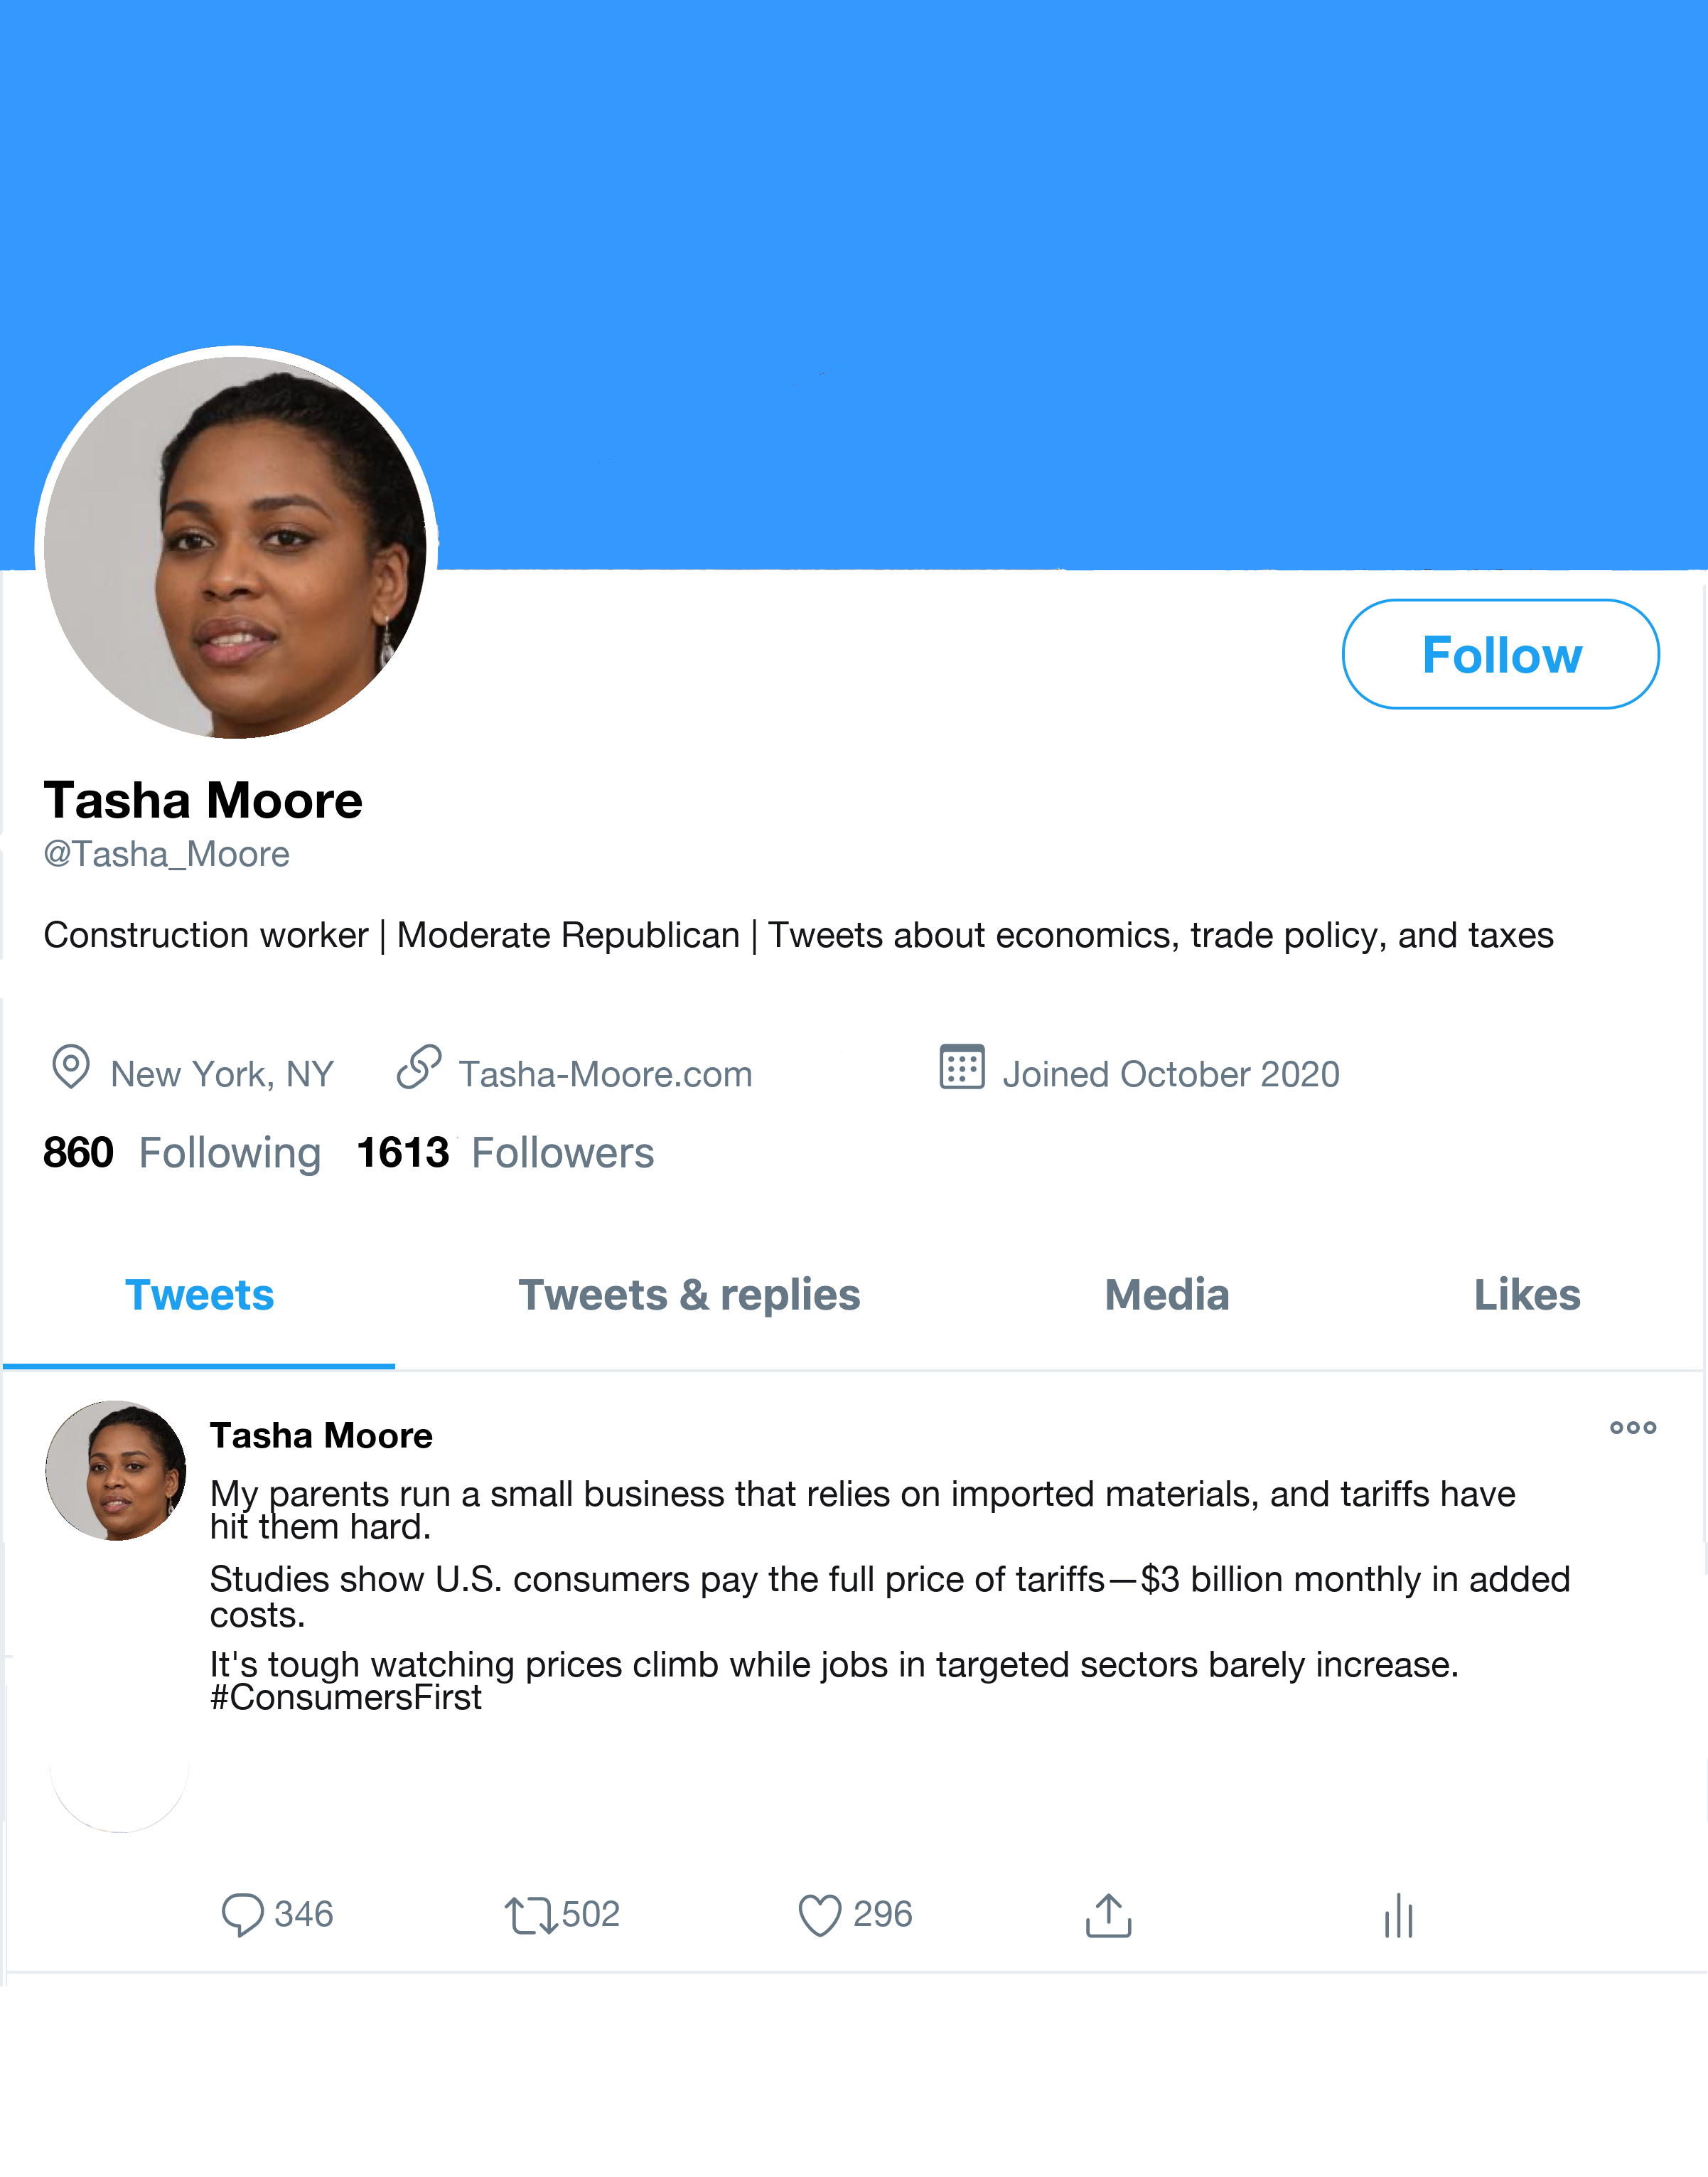 Follow
Tasha Moore
@Tasha_Moore
Construction worker | Moderate Republican | Tweets about economics, trade policy, and taxes
New York, NY Tasha-Moore.com Joined October 2020
860 Following 1613 Followers
Tweets Tweets & replies Media Likes
Tasha Moore
My parents run a small business that relies on imported materials, and tariffs have
hit them hard.
Studies show U.S. consumers pay the full price of tariffs—$3 billion monthly in added
costs.
It's tough watching prices climb while jobs in targeted sectors barely increase.
#ConsumersFirst
346 502 296